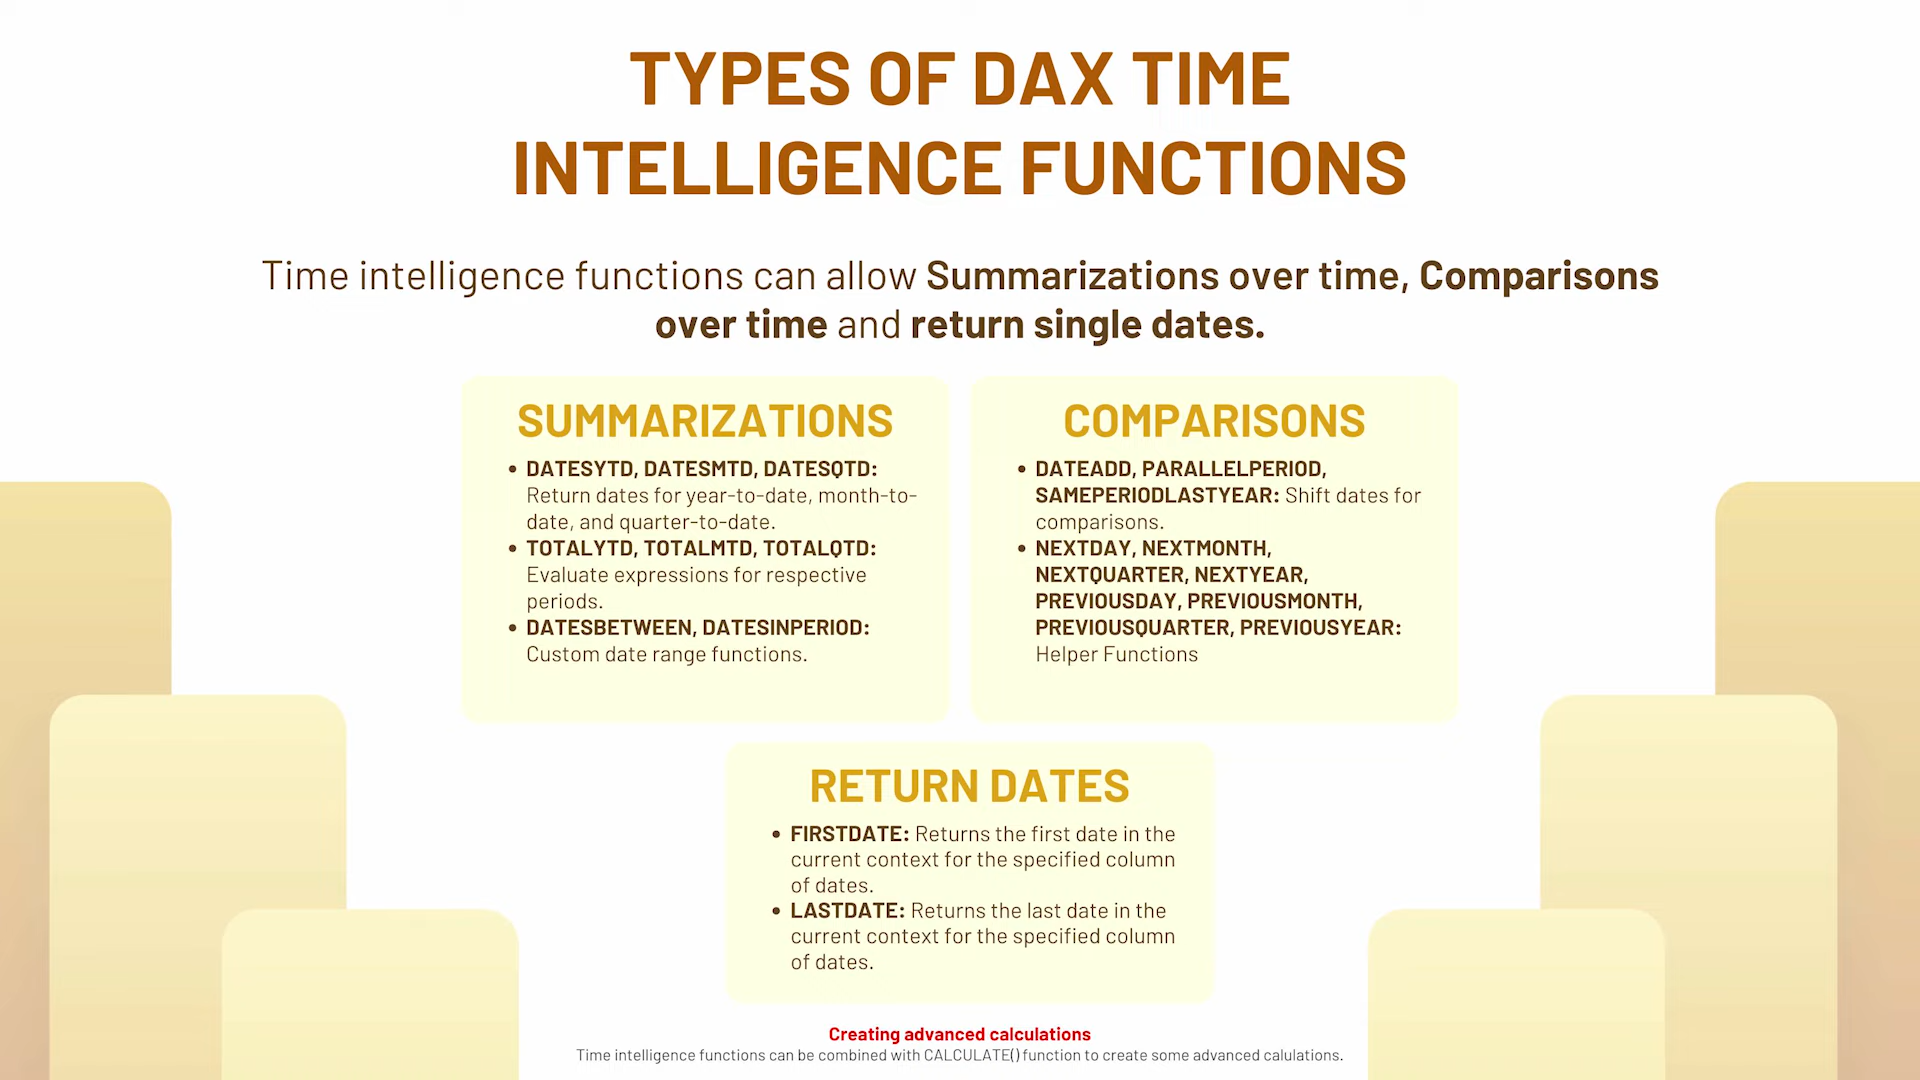 TYPES OF DAX TIME
INTELLIGENCE FUNCTIONS
Time intelligence functions can allow Summarizations over time, Comparisons
over time and return single dates.
SUMMARIZATIONS
• DATESYTD, DATESMTD, DATESQTD:
Return dates for year-to-date, month-to-
date, and quarter-to-date.
• TOTALYTD, TOTALMTD, TOTALQTD:
Evaluate expressions for respective
periods.
• DATESBETWEEN, DATESINPERIOD:
Custom date range functions.
COMPARISONS
• DATEADD, PARALLELPERIOD,
SAMEPERIODLASTYEAR: Shift dates for
comparisons.
• NEXTDAY, NEXTMONTH,
NEXTQUARTER, NEXTYEAR,
PREVIOUSDAY, PREVIOUSMONTH,
PREVIOUSQUARTER, PREVIOUSYEAR:
Helper Functions
RETURN DATES
• FIRSTDATE: Returns the first date in the
current context for the specified column
of dates.
• LASTDATE: Returns the last date in the
current context for the specified column
of dates.
Creating advanced calculations
Time intelligence functions can be combined with CALCULATE() function to create some advanced calulations.